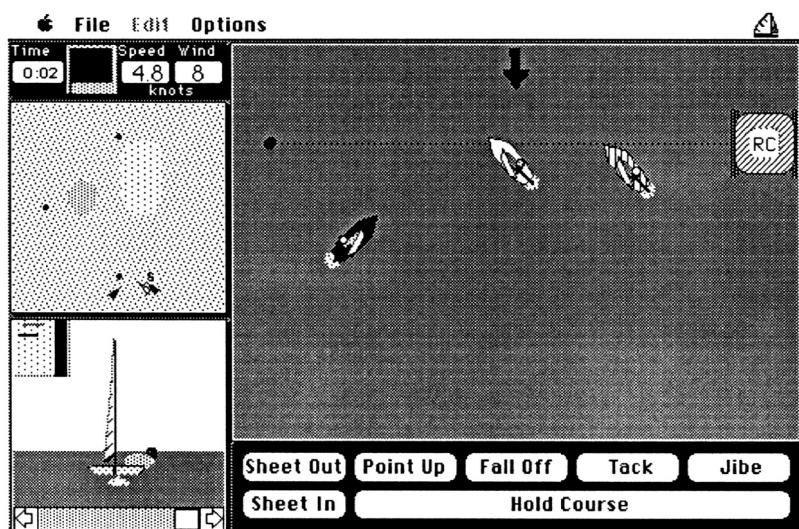 File Edit Options
Time Speed Wind
0:02 4.8 8
knots
RC
S
Sheet Out Point Up Fall Off Tack Jibe
Sheet In Hold Course